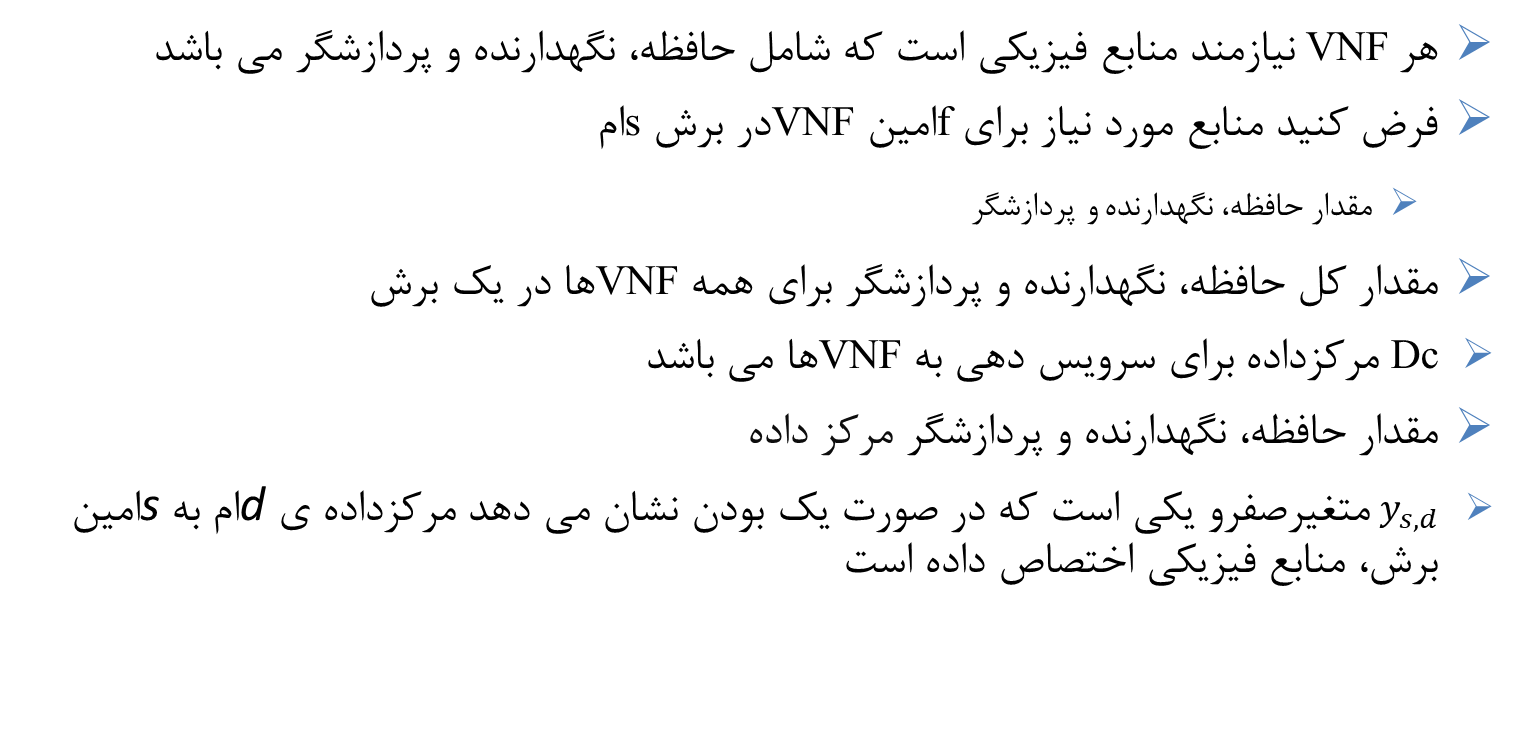 هر VNF نیازمند منابع فیزیکی است که شامل حافظه، نگهدارنده و پردازشگر می باشد
فرض کنید منابع مورد نیاز برای fامین VNFدر برش sام
مقدار حافظه، نگهدارنده و پردازشگر
مقدار کل حافظه، نگهدارنده و پردازشگر برای همه VNFها در یک برش
Dc مرکزداده برای سرویس دهی به VNFها می باشد
مقدار حافظه، نگهدارنده و پردازشگر مرکز داده
y_{s,d} متغیرصفرو یکی است که در صورت یک بودن نشان می دهد مرکزداده ی dام به sامین
برش، منابع فیزیکی اختصاص داده است